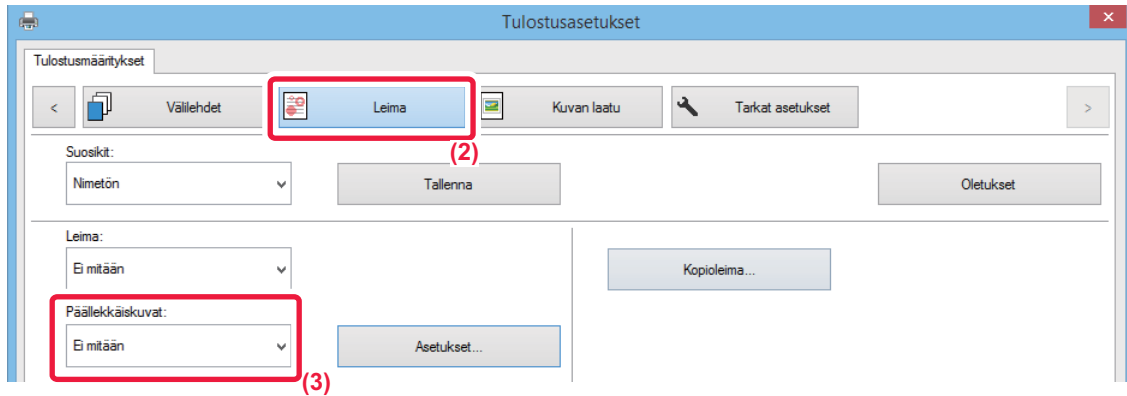 Tulostusasetukset
Tulostusmääritykset
< Välilehdet Leima Kuvan laatu Tarkat asetukset >
(2)
Suosikit:
Nimetön Tallenna Oletukset
Leima:
Ei mitään Kopioleima...
Päällekkäiskuvat:
Ei mitään Asetukset...
(3)